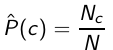 P̂(c) = N_c / N